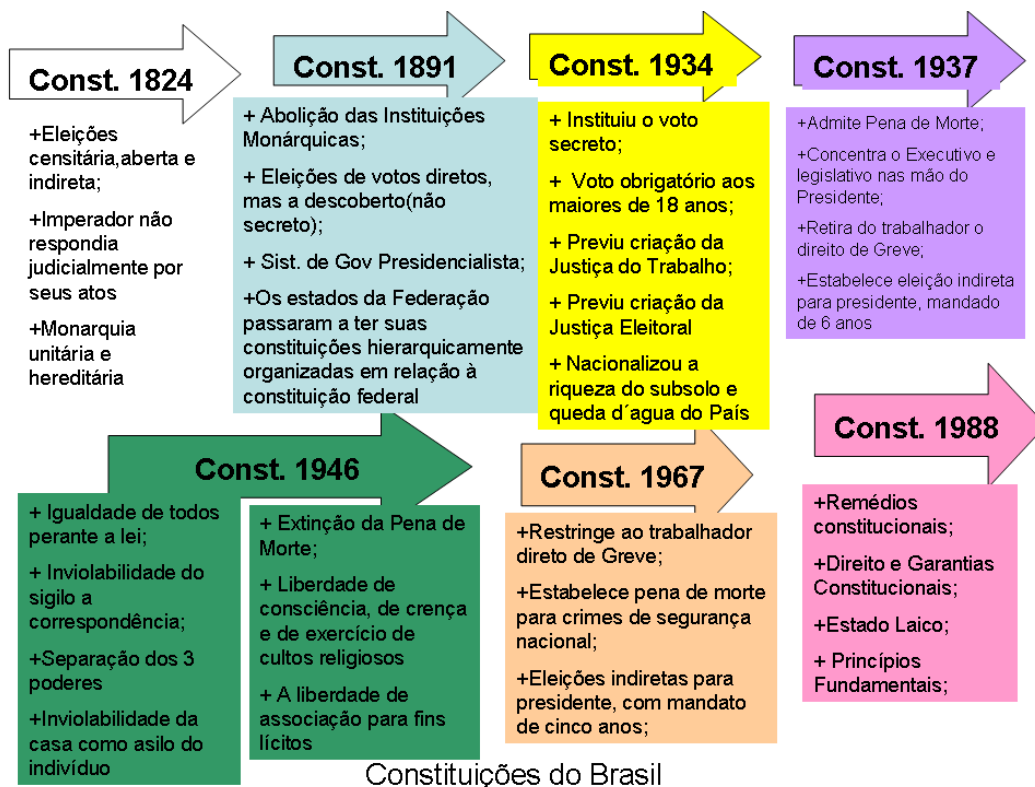 Const. 1824
+Eleições
censitária,aberta e
indireta;
+Imperador não
respondia
judicialmente por
seus atos
+Monarquia
unitária e
hereditária
Const. 1891
+ Abolição das Instituições
Monárquicas;
+ Eleições de votos diretos,
mas a descoberto(não
secreto);
+ Sist. de Gov Presidencialista;
+Os estados da Federação
passaram a ter suas
constituições hierarquicamente
organizadas em relação à
constituição federal
Const. 1934
+ Instituiu o voto
secreto;
+ Voto obrigatório aos
maiores de 18 anos;
+ Previu criação da
Justiça do Trabalho;
+ Previu criação da
Justiça Eleitoral
+ Nacionalizou a
riqueza do subsolo e
queda d´agua do País
Const. 1937
+Admite Pena de Morte;
+Concentra o Executivo e
legislativo nas mão do
Presidente;
+Retira do trabalhador o
direito de Greve;
+Estabelece eleição indireta
para presidente, mandado
de 6 anos
Const. 1946
+ Igualdade de todos
perante a lei;
+ Inviolabilidade do
sigilo a
correspondência;
+Separação dos 3
poderes
+Inviolabilidade da
casa como asilo do
indivíduo
+ Extinção da Pena de
Morte;
+ Liberdade de
consciência, de crença
e de exercício de
cultos religiosos
+ A liberdade de
associação para fins
lícitos
Const. 1967
+Restringe ao trabalhador
direto de Greve;
+Estabelece pena de morte
para crimes de segurança
nacional;
+Eleições indiretas para
presidente, com mandato
de cinco anos;
Const. 1988
+Remédios
constitucionais;
+Direito e Garantias
Constitucionais;
+Estado Laico;
+ Princípios
Fundamentais;
Constituições do Brasil